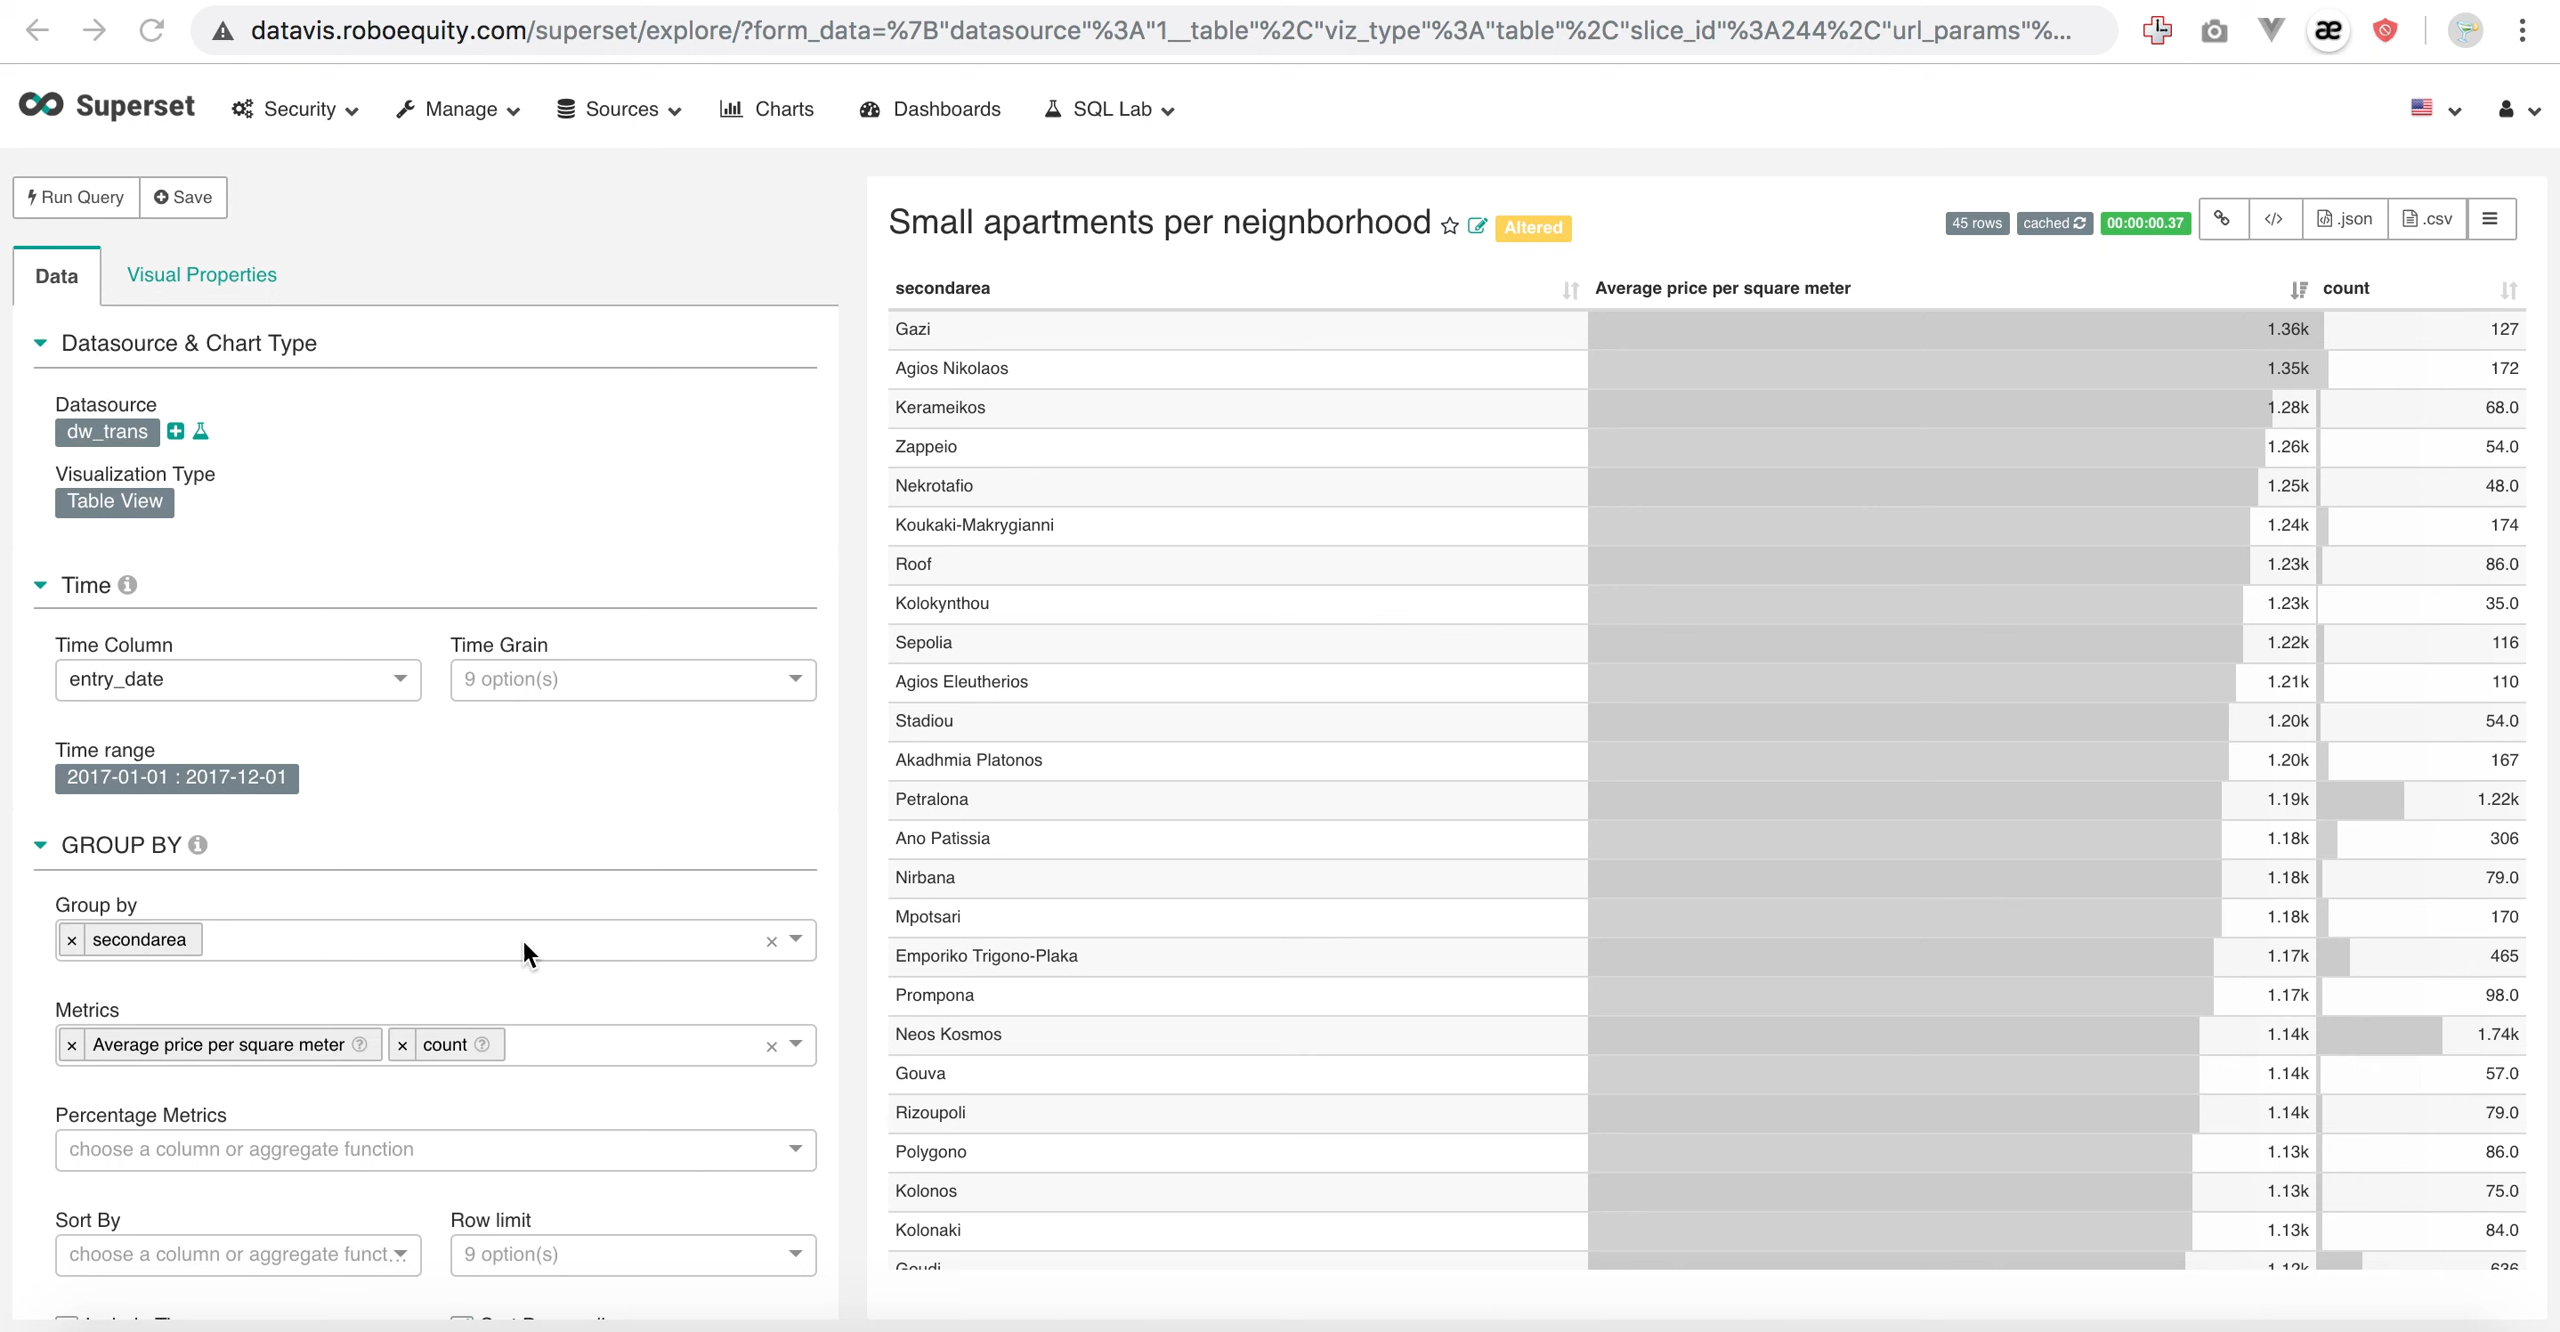 datavis.roboequity.com/superset/explore/?form_data=%7B"datasource"%3A"1__table"%2C"viz_type"%3A"table"%2C"slice_id"%3A244%2C"url_params"%...
æ
Superset Security Manage Sources Charts Dashboards SQL Lab
Run Query Save
Data Visual Properties
Datasource & Chart Type
Datasource
dw_trans
Visualization Type
Table View
Time
Time Column Time Grain
entry_date 9 option(s)
Time range
2017-01-01 : 2017-12-01
GROUP BY
Group by
× secondarea ×
Metrics
× Average price per square meter × count ×
Percentage Metrics
choose a column or aggregate function
Sort By Row limit
choose a column or aggregate funct... 9 option(s)
Small apartments per neignborhood Altered
45 rows cached 00:00:00.37 </> .json .csv
secondarea Average price per square meter count
Gazi 1.36k 127
Agios Nikolaos 1.35k 172
Kerameikos 1.28k 68.0
Zappeio 1.26k 54.0
Nekrotafio 1.25k 48.0
Koukaki-Makrygianni 1.24k 174
Roof 1.23k 86.0
Kolokynthou 1.23k 35.0
Sepolia 1.22k 116
Agios Eleutherios 1.21k 110
Stadiou 1.20k 54.0
Akadhmia Platonos 1.20k 167
Petralona 1.19k 1.22k
Ano Patissia 1.18k 306
Nirbana 1.18k 79.0
Mpotsari 1.18k 170
Emporiko Trigono-Plaka 1.17k 465
Prompona 1.17k 98.0
Neos Kosmos 1.14k 1.74k
Gouva 1.14k 57.0
Rizoupoli 1.14k 79.0
Polygono 1.13k 86.0
Kolonos 1.13k 75.0
Kolonaki 1.13k 84.0
Goudi 1.12k 636